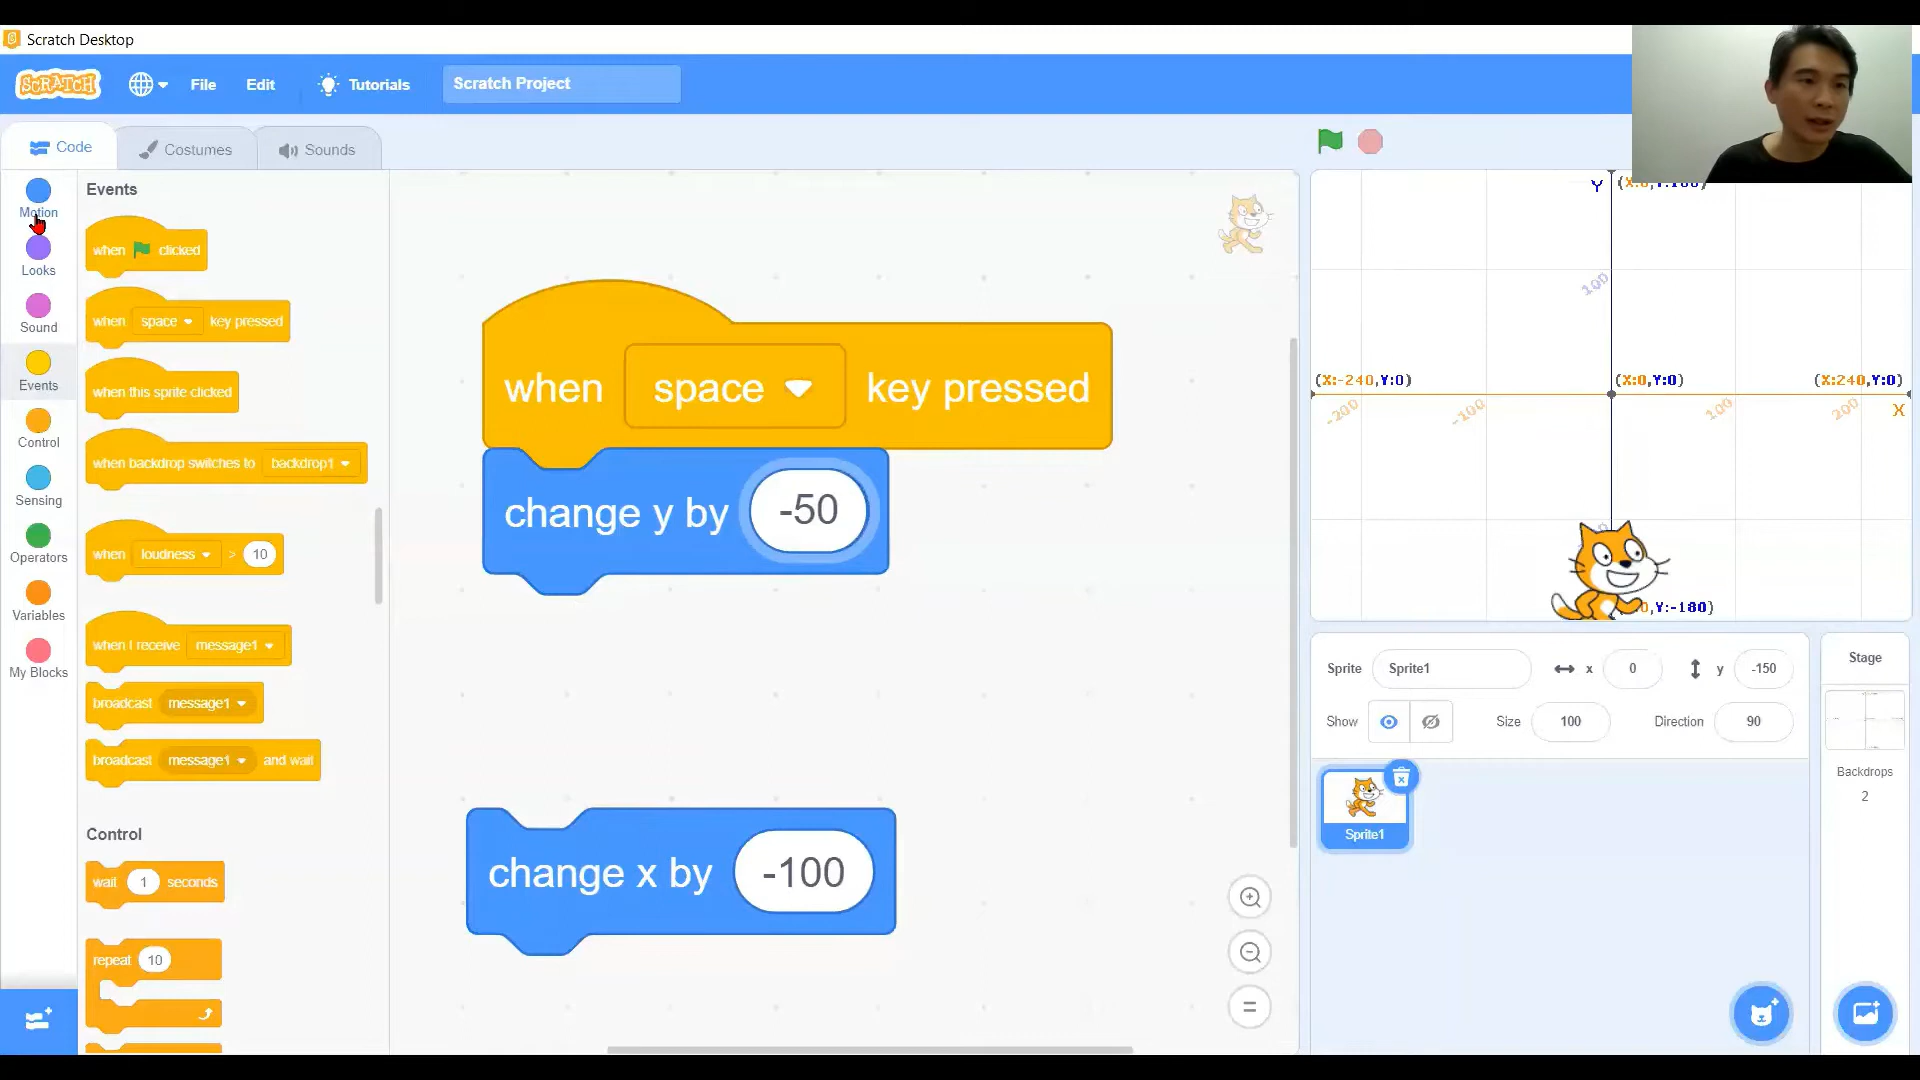 Scratch Desktop
SCRATCH
File
Edit
Tutorials
Scratch Project
Code
Costumes
Sounds
Motion
Looks
Sound
Events
Control
Sensing
Operators
Variables
My Blocks
Events
when clicked
when space key pressed
when this sprite clicked
when backdrop switches to backdrop1
when loudness > 10
when I receive message1
broadcast message1
broadcast message1 and wait
Control
wait 1 seconds
repeat 10
when space key pressed
change y by -50
change x by -100
Y
100
(X:-240,Y:0)
(X:0,Y:0)
(X:240,Y:0)
-200
-100
100
200
X
,Y:-180)
Sprite
Sprite1
x
0
y
-150
Show
Size
100
Direction
90
Sprite1
Stage
Backdrops
2